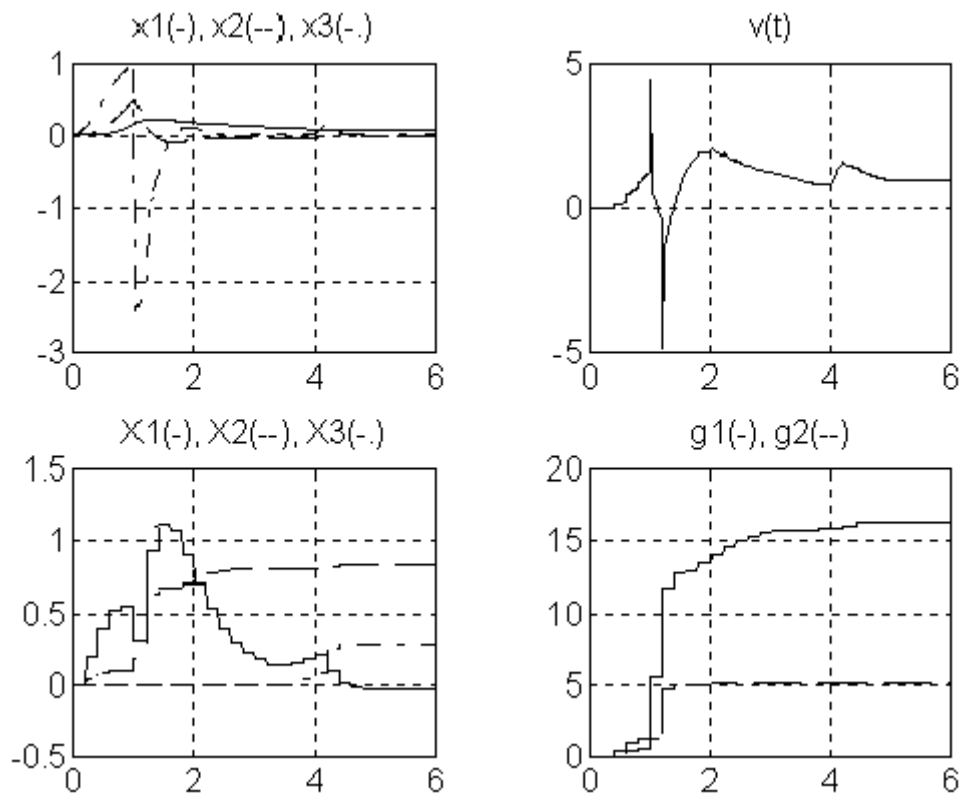 x1(-), x2(--), x3(-.)
1
0
-1
-2
-3
0 2 4 6
v(t)
5
0
-5
0 2 4 6
X1(-), X2(--), X3(-.)
1.5
1
0.5
0
-0.5
0 2 4 6
g1(-), g2(--)
20
15
10
5
0
0 2 4 6